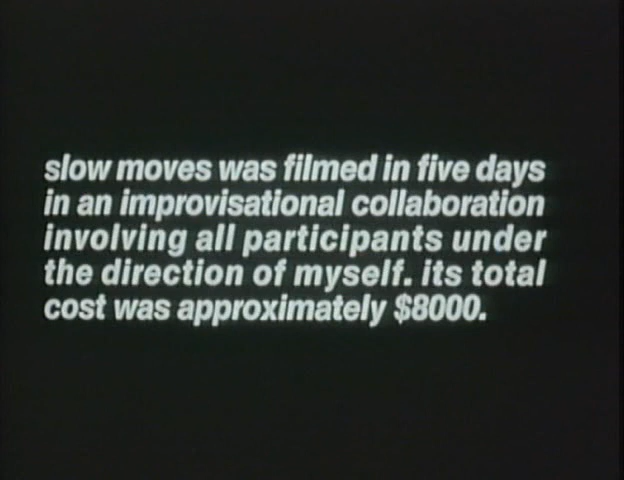 slow moves was filmed in five days
in an improvisational collaboration
involving all participants under
the direction of myself. its total
cost was approximately $8000.